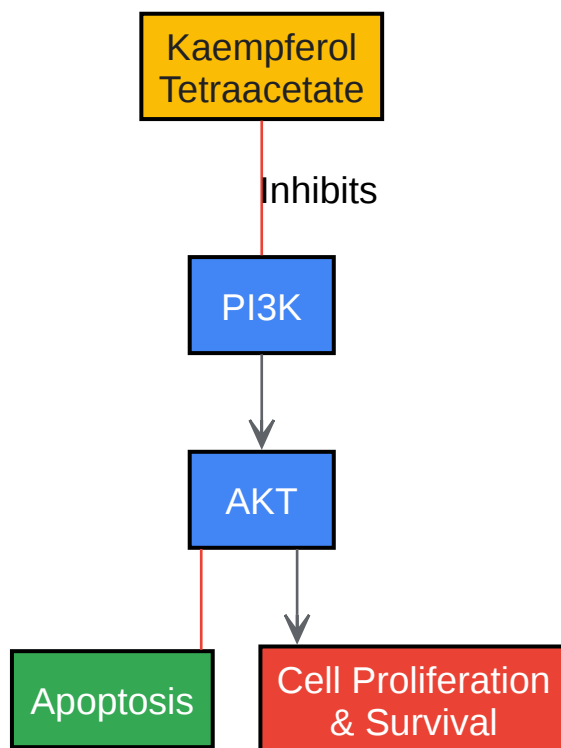 Kaempferol
Tetraacetate
Inhibits
PI3K
AKT
Apoptosis
Cell Proliferation
& Survival